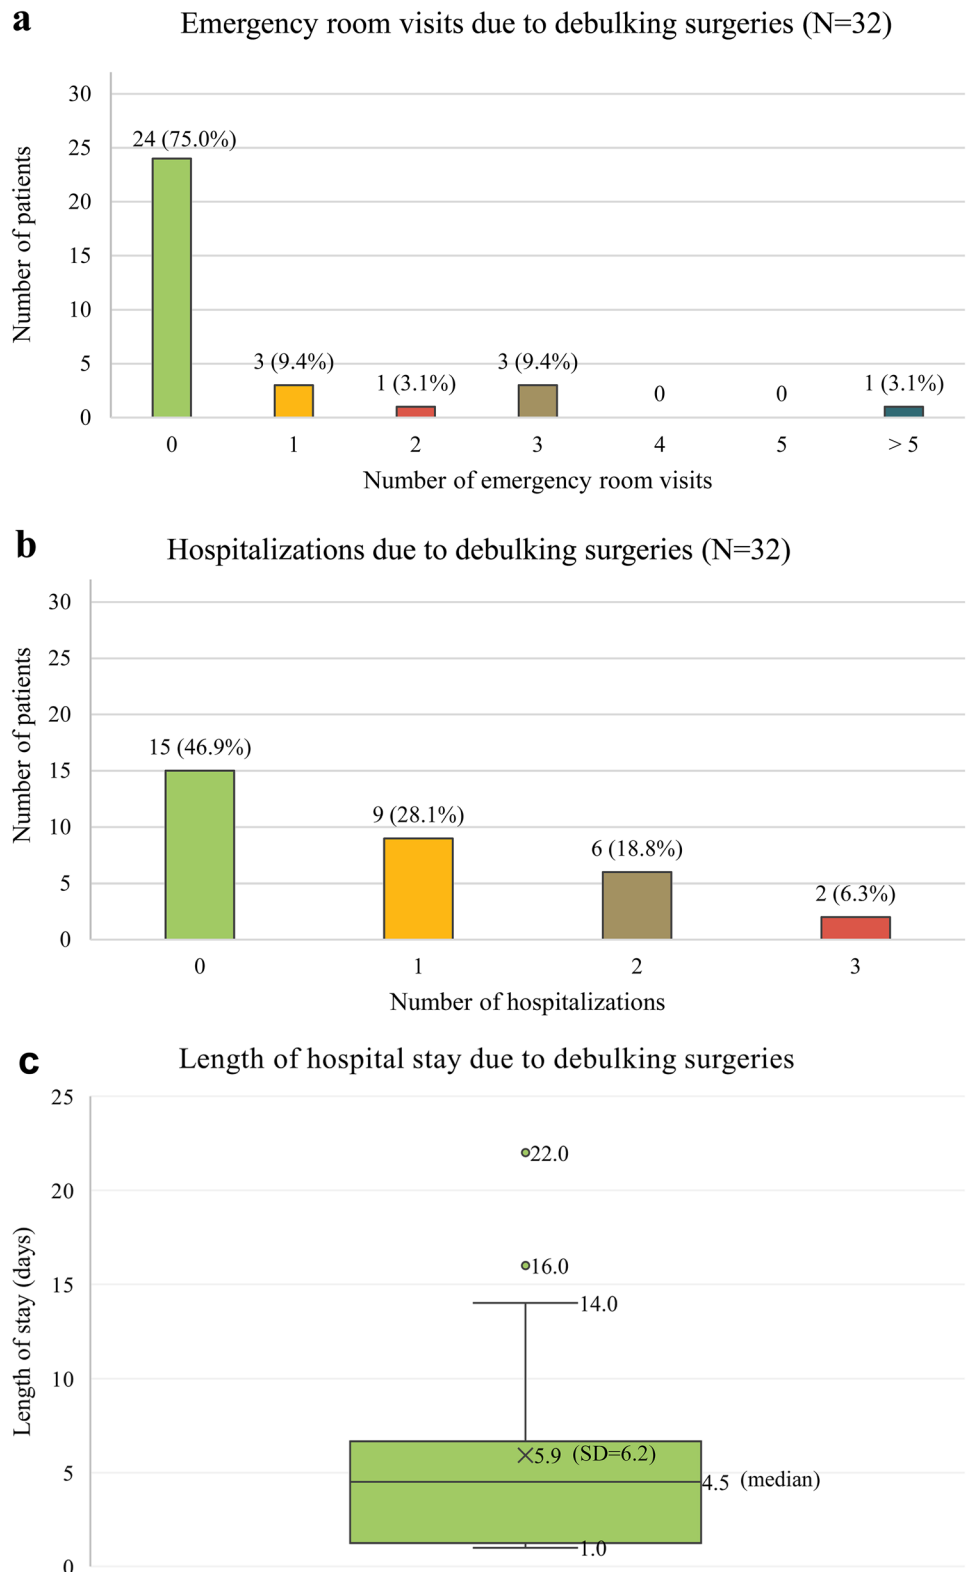 a
Emergency room visits due to debulking surgeries (N=32)
Number of patients
30
25
20
15
10
5
0
24 (75.0%)
3 (9.4%)
1 (3.1%)
3 (9.4%)
0
0
1 (3.1%)
0 1 2 3 4 5 > 5
Number of emergency room visits
b
Hospitalizations due to debulking surgeries (N=32)
Number of patients
30
25
20
15
10
5
0
15 (46.9%)
9 (28.1%)
6 (18.8%)
2 (6.3%)
0 1 2 3
Number of hospitalizations
c
Length of hospital stay due to debulking surgeries
Length of stay (days)
25
20
15
10
5
0
22.0
16.0
14.0
5.9 (SD=6.2)
4.5 (median)
1.0